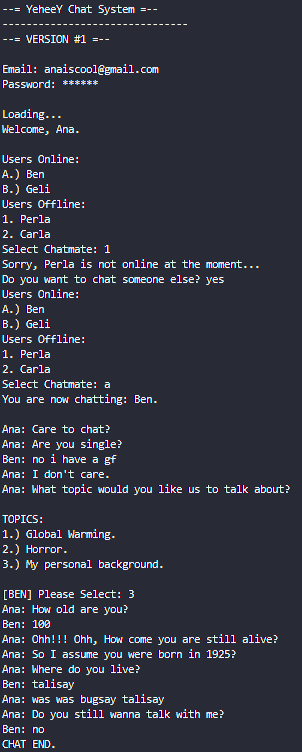 --= YeheeY Chat System =--
-------------------------------
--= VERSION #1 =--
Email: anaiscool@gmail.com
Password: ******
Loading...
Welcome, Ana.
Users Online:
A.) Ben
B.) Geli
Users Offline:
1. Perla
2. Carla
Select Chatmate: 1
Sorry, Perla is not online at the moment...
Do you want to chat someone else? yes
Users Online:
A.) Ben
B.) Geli
Users Offline:
1. Perla
2. Carla
Select Chatmate: a
You are now chatting: Ben.
Ana: Care to chat?
Ana: Are you single?
Ben: no i have a gf
Ana: I don't care.
Ana: What topic would you like us to talk about?
TOPICS:
1.) Global Warming.
2.) Horror.
3.) My personal background.
[BEN] Please Select: 3
Ana: How old are you?
Ben: 100
Ana: Ohh!!! Ohh, How come you are still alive?
Ana: So I assume you were born in 1925?
Ana: Where do you live?
Ben: talisay
Ana: was was bugsay talisay
Ana: Do you still wanna talk with me?
Ben: no
CHAT END.